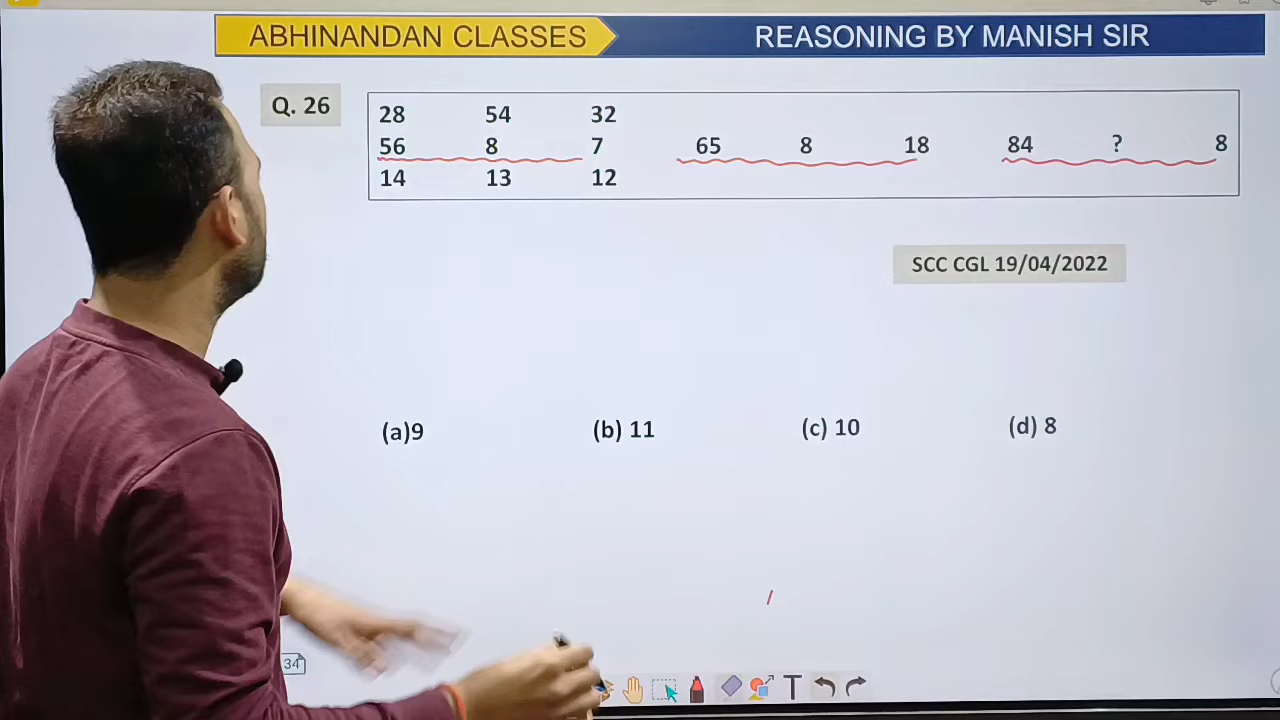 ABHINANDAN CLASSES
REASONING BY MANISH SIR
Q. 26
28 54 32
56 8 7 65 8 18 84 ? 8
14 13 12
SCC CGL 19/04/2022
(a)9 (b) 11 (c) 10 (d) 8
34
T